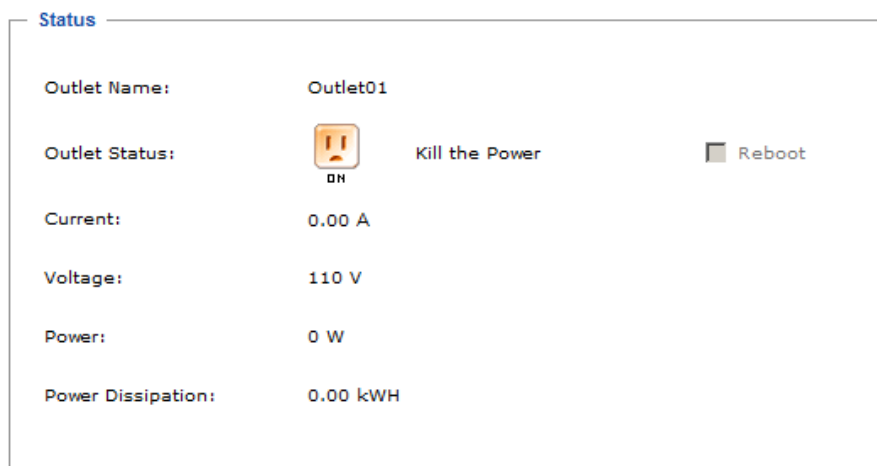 Status
Outlet Name: Outlet01
Outlet Status: ON Kill the Power Reboot
Current: 0.00 A
Voltage: 110 V
Power: 0 W
Power Dissipation: 0.00 kWH